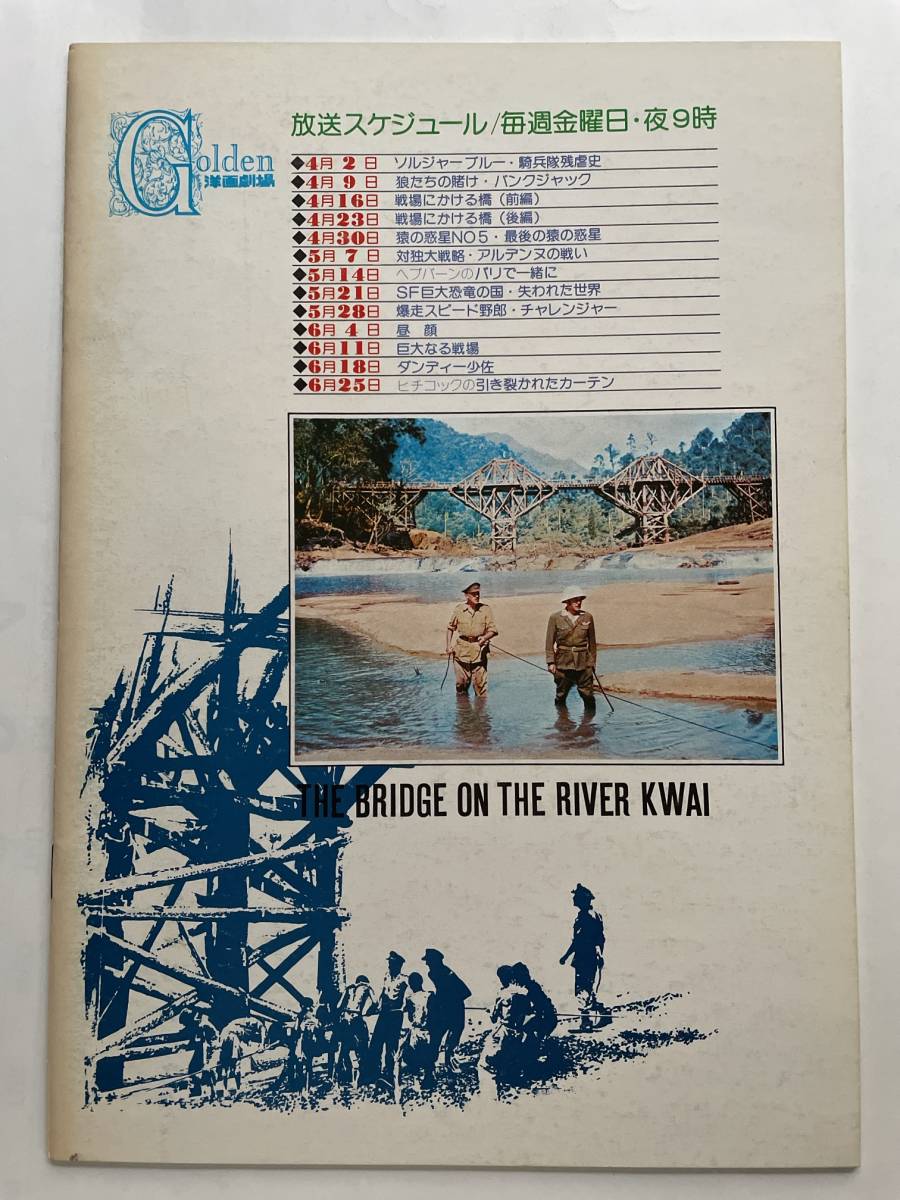 Golden
洋画劇場
放送スケジュール/毎週金曜日・夜9時
◆4月 2 日 ソルジャーブルー・騎兵隊残虐史
◆4月 9 日 狼たちの賭け・バンクジャック
◆4月16日 戦場にかける橋（前編）
◆4月23日 戦場にかける橋（後編）
◆4月30日 猿の惑星NO5・最後の猿の惑星
◆5月 7 日 対独大戦略・アルデンヌの戦い
◆5月14日 ヘプバーンのパリで一緒に
◆5月21日 SF巨大恐竜の国・失われた世界
◆5月28日 爆走スピード野郎・チャレンジャー
◆6月 4 日 昼 顔
◆6月11日 巨大なる戦場
◆6月18日 ダンディー少佐
◆6月25日 ヒチコックの引き裂かれたカーテン
THE BRIDGE ON THE RIVER KWAI